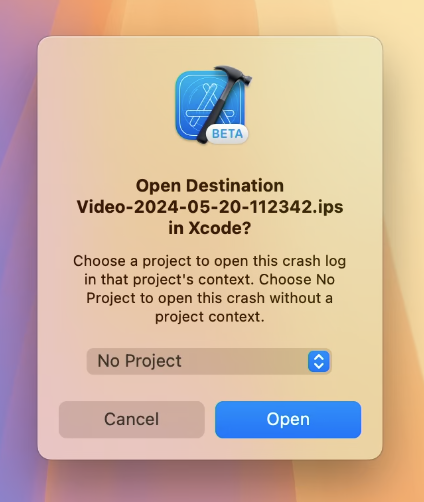 BETA
Open Destination
Video-2024-05-20-112342.ips
in Xcode?
Choose a project to open this crash log
in that project's context. Choose No
Project to open this crash without a
project context.
No Project
Cancel
Open